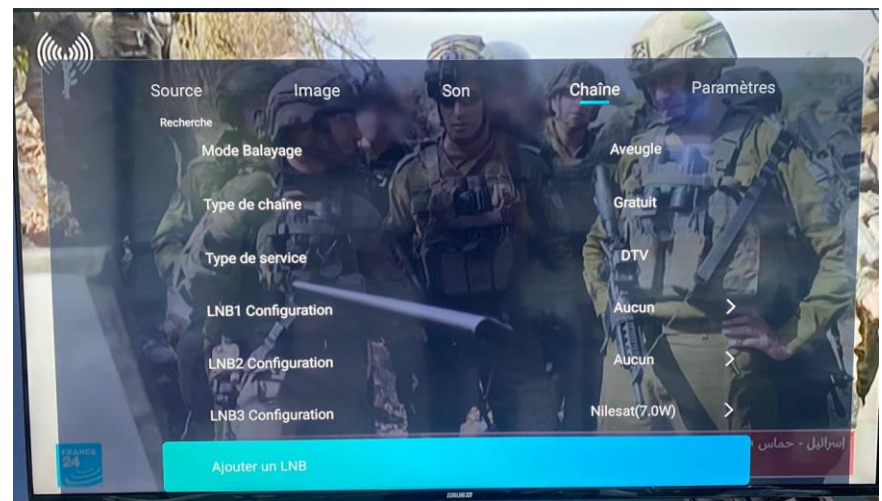 Source Image Son Chaîne Paramètres
Recherche
Mode Balayage Aveugle
Type de chaîne Gratuit
Type de service DTV
LNB1 Configuration Aucun
LNB2 Configuration Aucun
LNB3 Configuration Nilesat(7.0W)
إسرائيل - حماس
Ajouter un LNB
FRANCE
24